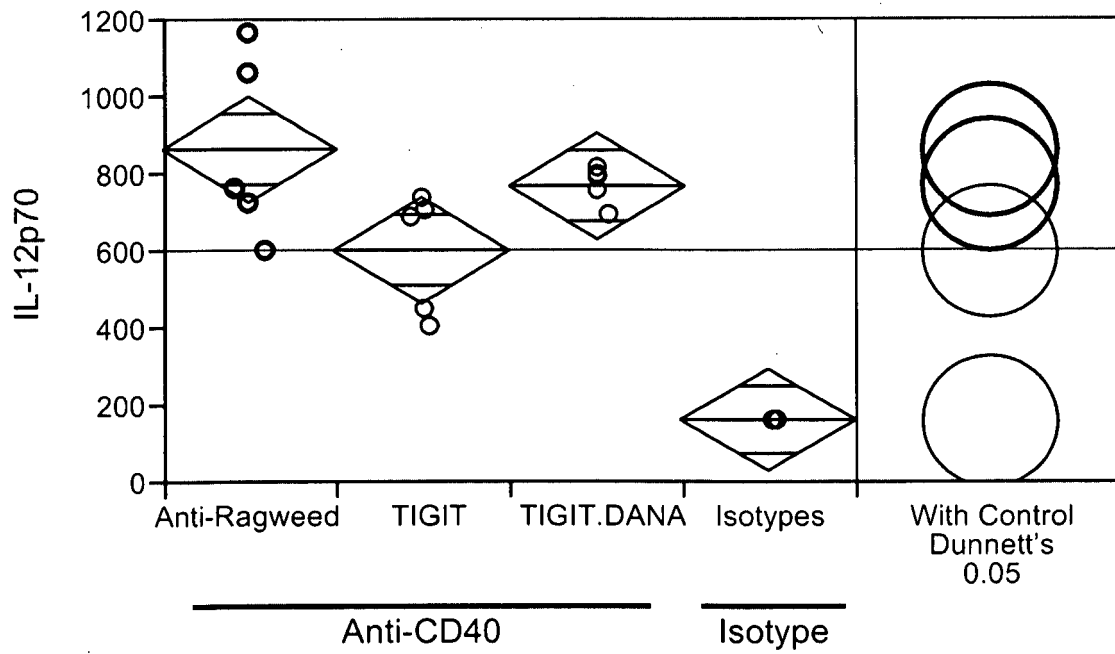 1200
1000
800
600
400
200
0
IL-12p70
Anti-Ragweed
TIGIT
TIGIT.DANA
Isotypes
With Control
Dunnett's
0.05
Anti-CD40
Isotype